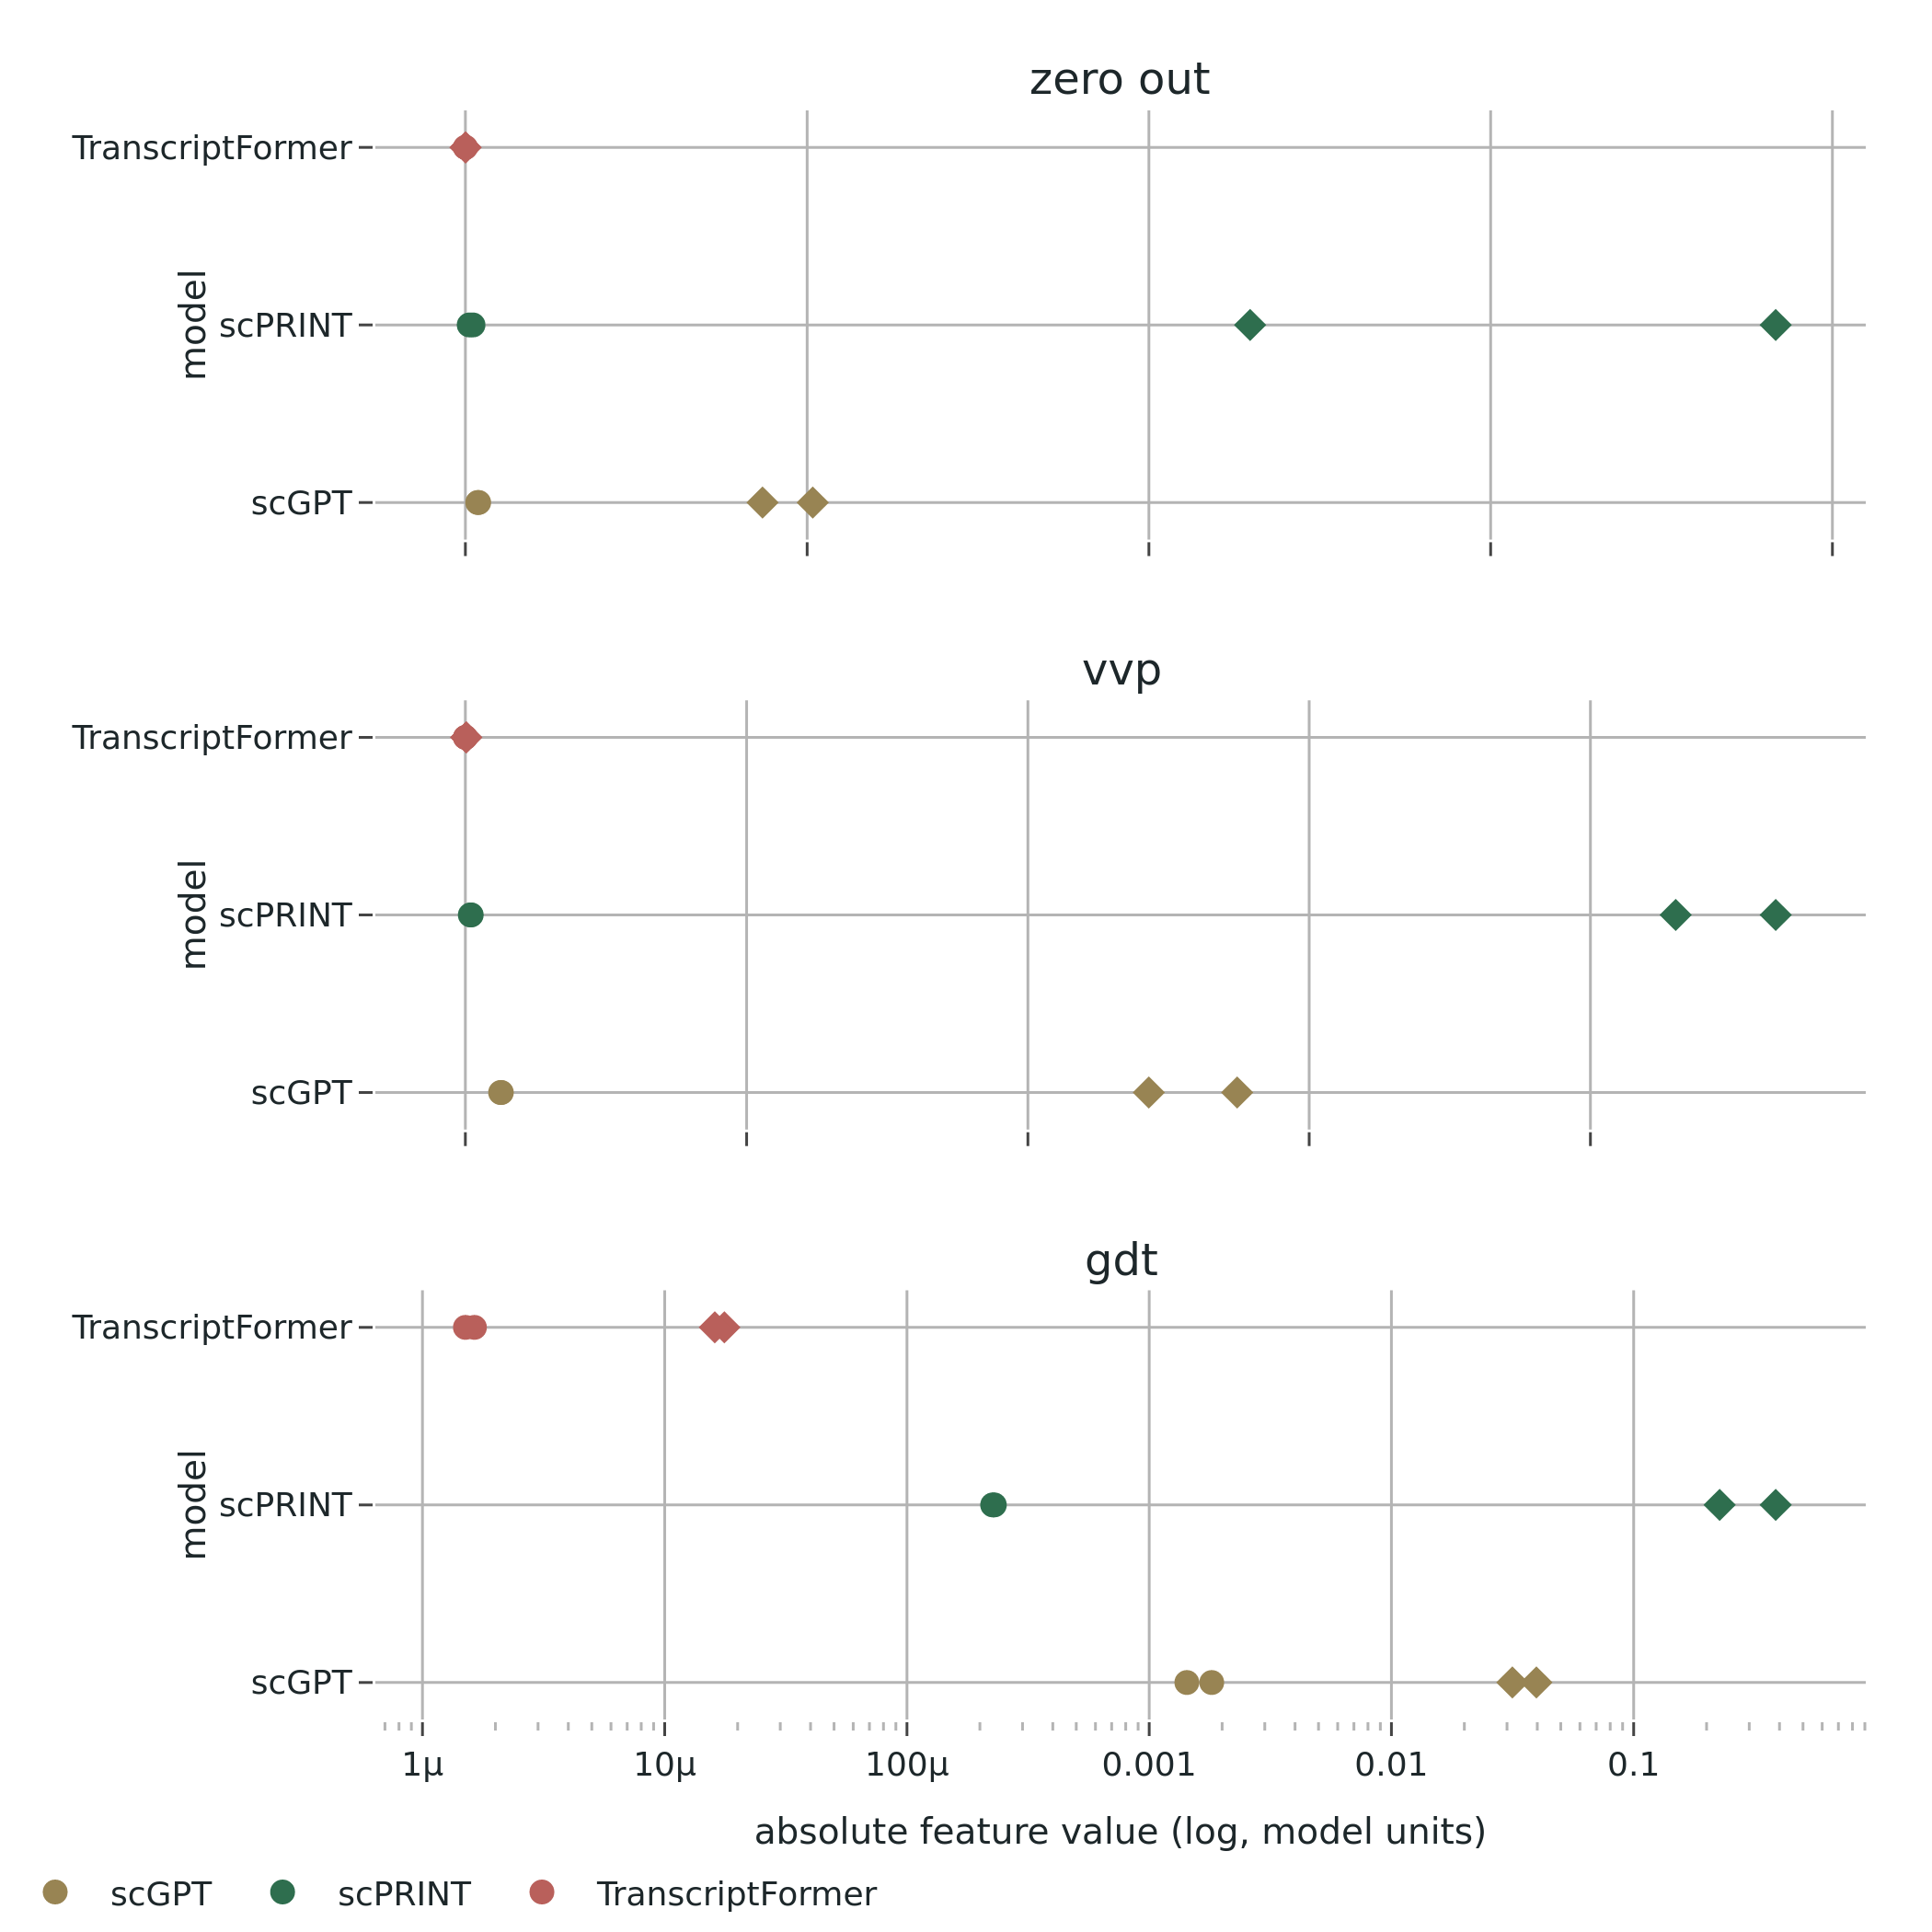 zero out
TranscriptFormer
model
scPRINT
scGPT
vvp
TranscriptFormer
model
scPRINT
scGPT
gdt
TranscriptFormer
model
scPRINT
scGPT
1µ 10µ 100µ 0.001 0.01 0.1
absolute feature value (log, model units)
scGPT scPRINT TranscriptFormer